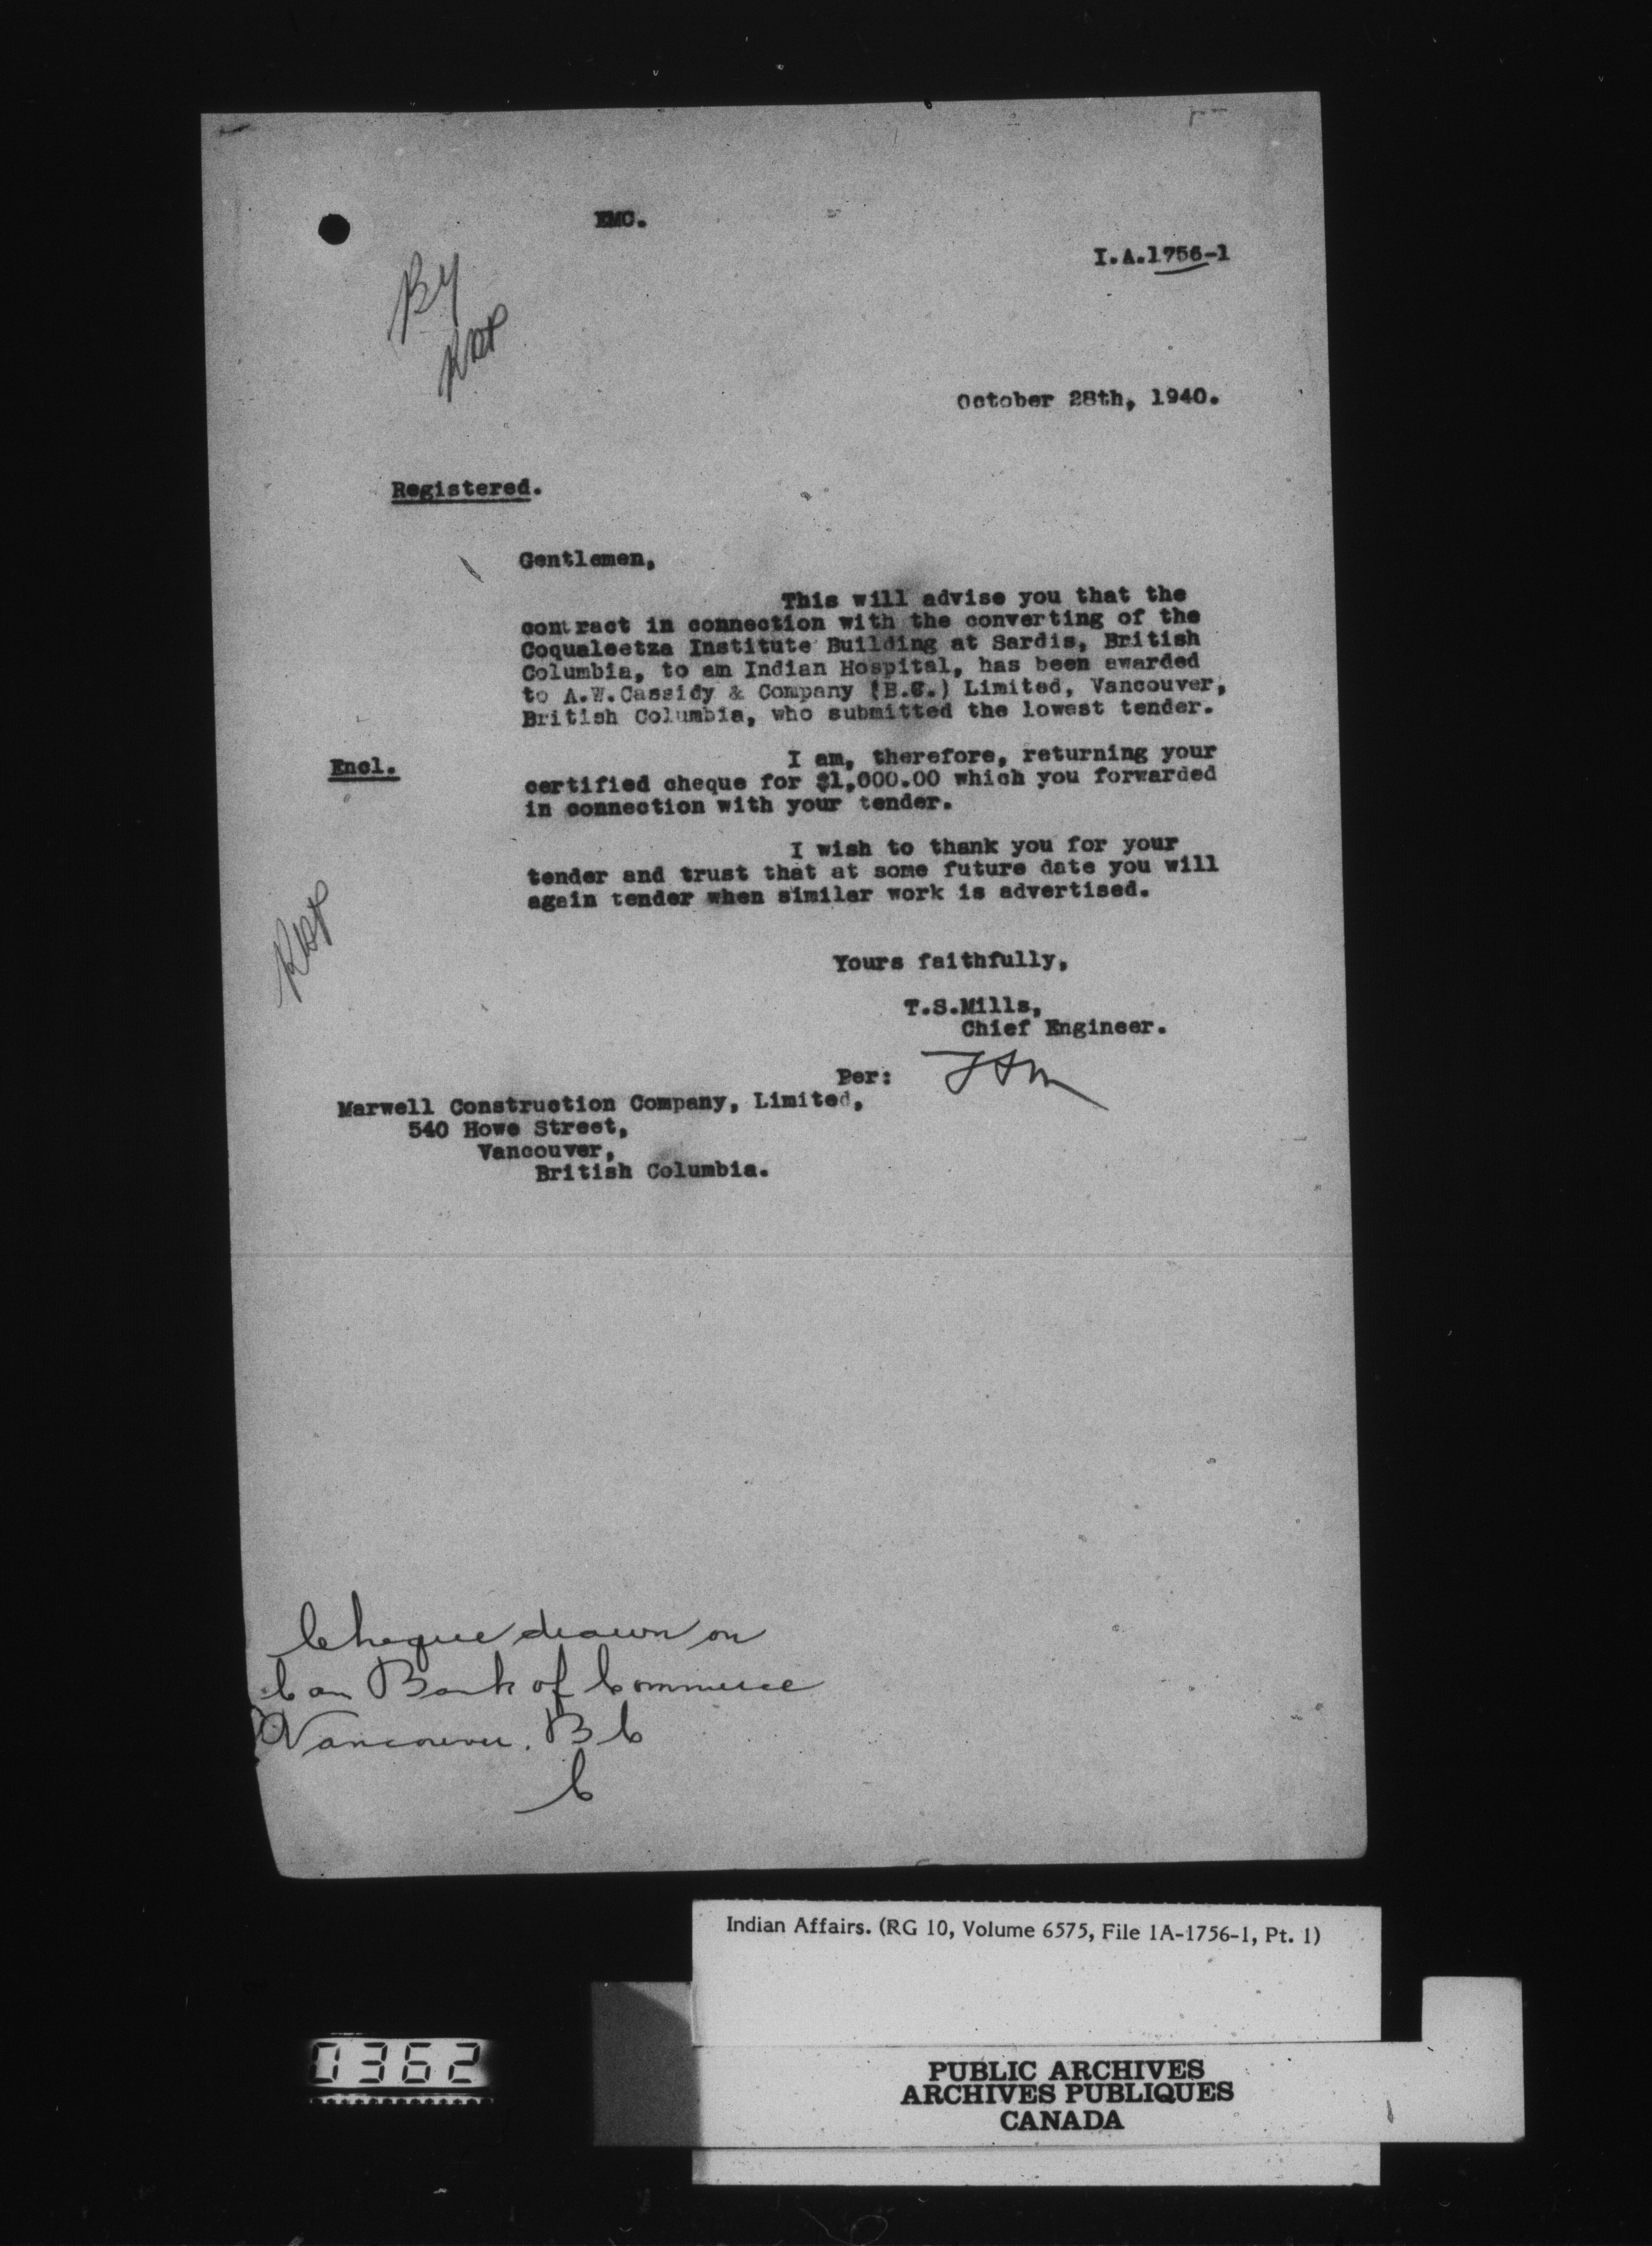 EMC.
I.A.1756-1
By
October 28th, 1940.
Registered.
Gentlemen,
This will advise you that the
contract in connection with the converting of the
Coqualeetza Institute Building at Sardis, British
Columbia, to an Indian Hospital, has been awarded
to A.W.Cassidy & Company (B.C.) Limited, Vancouver,
British Columbia, who submitted the lowest tender.
I am, therefore, returning your
Encl.
certified cheque for $1,000.00 which you forwarded
in connection with your tender.
I wish to thank you for your
tender and trust that at some future date you will
again tender when similar work is advertised.
Yours faithfully,
T.S.Mills,
Chief Engineer.
Per: TSM
Marwell Construction Company, Limited,
540 Howe Street,
Vancouver,
British Columbia.
Cheque drawn on
Can Bank of Commerce
Vancouver. BC
C
Indian Affairs. (RG 10, Volume 6575, File 1A-1756-1, Pt. 1)
0362
PUBLIC ARCHIVES
ARCHIVES PUBLIQUES
CANADA